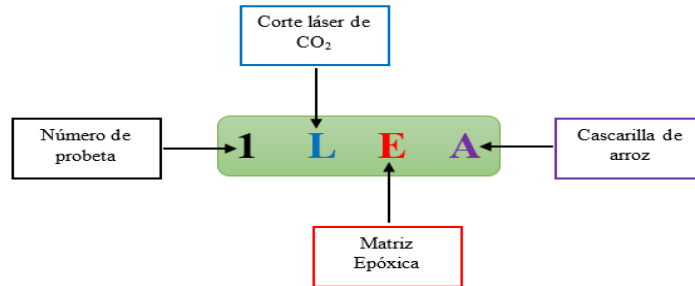 Corte láser de
CO₂
Número de
probeta
1 L E A
Cascarilla de
arroz
Matriz
Epóxica